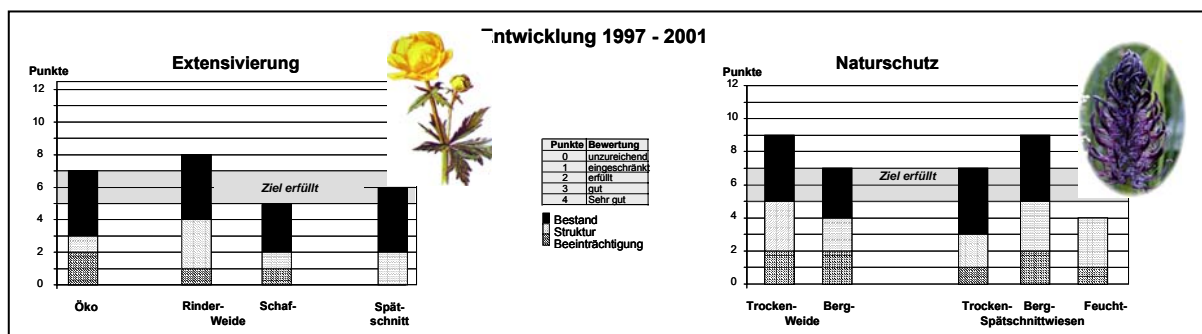 Entwicklung 1997 - 2001
Extensivierung
Punkte
12
10
8
6
4
2
0
Ziel erfüllt
Öko
Rinder-
Schaf-
Spät-
Weide
schnitt
Punkte Bewertung
0 unzureichend
1 eingeschränkt
2 erfüllt
3 gut
4 Sehr gut
Bestand
Struktur
Beeinträchtigung
Naturschutz
Punkte
12
10
8
6
4
2
0
Ziel erfüllt
Trocken-
Berg-
Trocken-
Berg-
Feucht-
Weide
Spätschnittwiesen